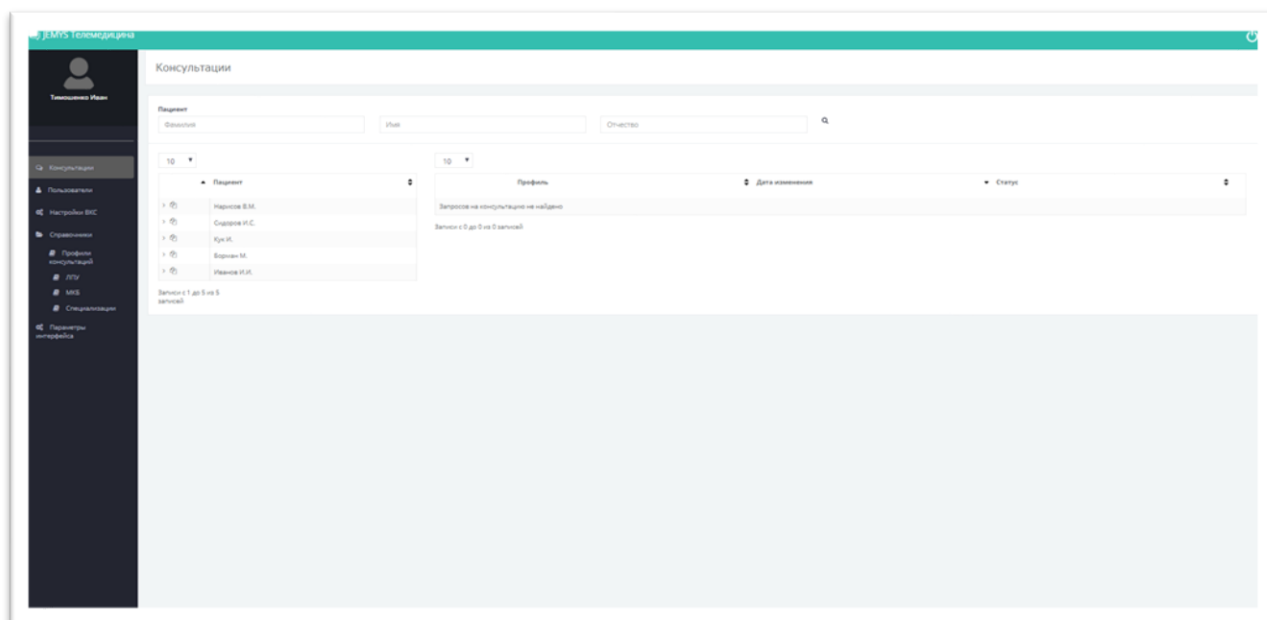 JEMYS Телемедицина
Тимошенко Иван
Консультации
Пользователи
Настройки ВКС
Справочники
Профили
консультаций
ЛПУ
МКБ
Специализации
Параметры
интерфейса
Консультации
Пациент
Фамилия Имя Отчество
10 10
Пациент Профиль Дата изменения Статус
Нарисов В.М. Запросов на консультацию не найдено
Сидоров И.С. Записи с 0 до 0 из 0 записей
Кук И.
Борман М.
Иванов И.И.
Записи с 1 до 5 из 5
записей